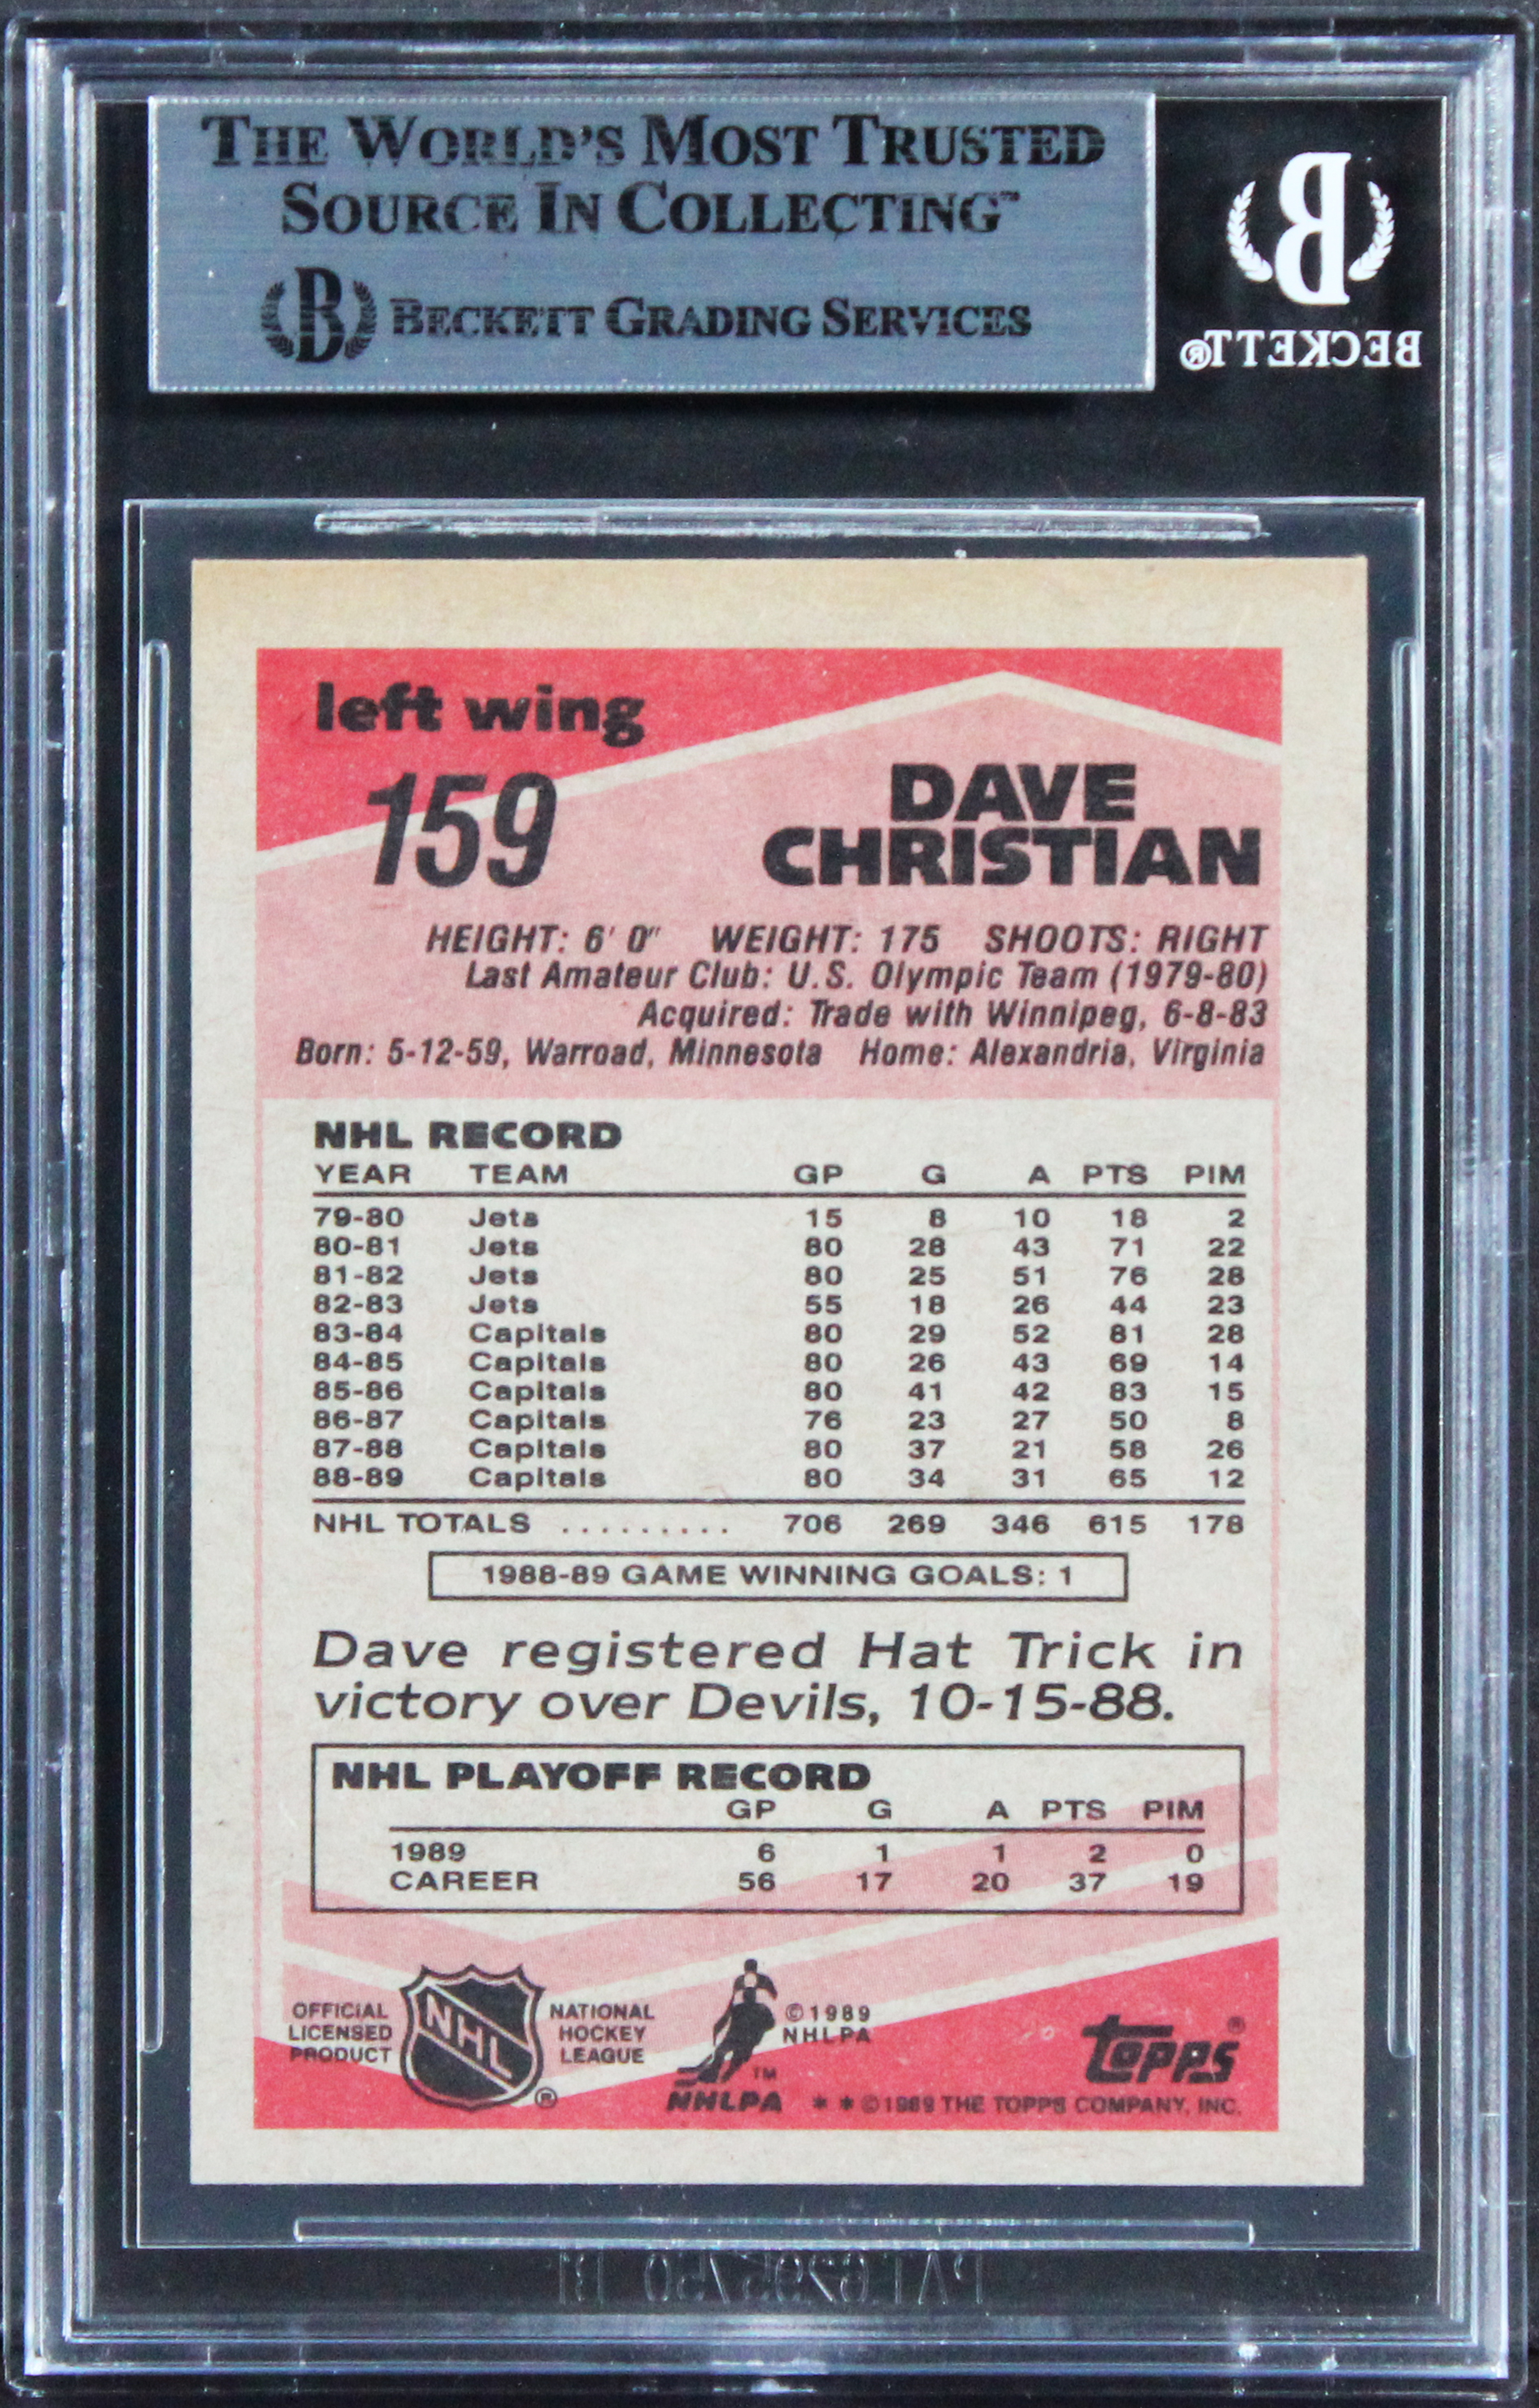 THE WORLD'S MOST TRUSTED
SOURCE IN COLLECTING™
B BECKETT GRADING SERVICES
B
BECKETT®
left wing
159
DAVE
CHRISTIAN
HEIGHT: 6' 0" WEIGHT: 175 SHOOTS: RIGHT
Last Amateur Club: U.S. Olympic Team (1979-80)
Acquired: Trade with Winnipeg, 6-8-83
Born: 5-12-59, Warroad, Minnesota Home: Alexandria, Virginia
NHL RECORD
YEAR TEAM GP G A PTS PIM
79-80 Jets 15 8 10 18 2
80-81 Jets 80 28 43 71 22
81-82 Jets 80 25 51 76 28
82-83 Jets 55 18 26 44 23
83-84 Capitals 80 29 52 81 28
84-85 Capitals 80 26 43 69 14
85-86 Capitals 80 41 42 83 15
86-87 Capitals 76 23 27 50 8
87-88 Capitals 80 37 21 58 26
88-89 Capitals 80 34 31 65 12
NHL TOTALS ......... 706 269 346 615 178
1988-89 GAME WINNING GOALS: 1
Dave registered Hat Trick in
victory over Devils, 10-15-88.
NHL PLAYOFF RECORD
GP G A PTS PIM
1989 6 1 1 2 0
CAREER 56 17 20 37 19
OFFICIAL
LICENSED
PRODUCT
NHL
®
NATIONAL
HOCKEY
LEAGUE
TM
NHLPA
©1989
NHLPA
topps®
* * ©1989 THE TOPPS COMPANY, INC.